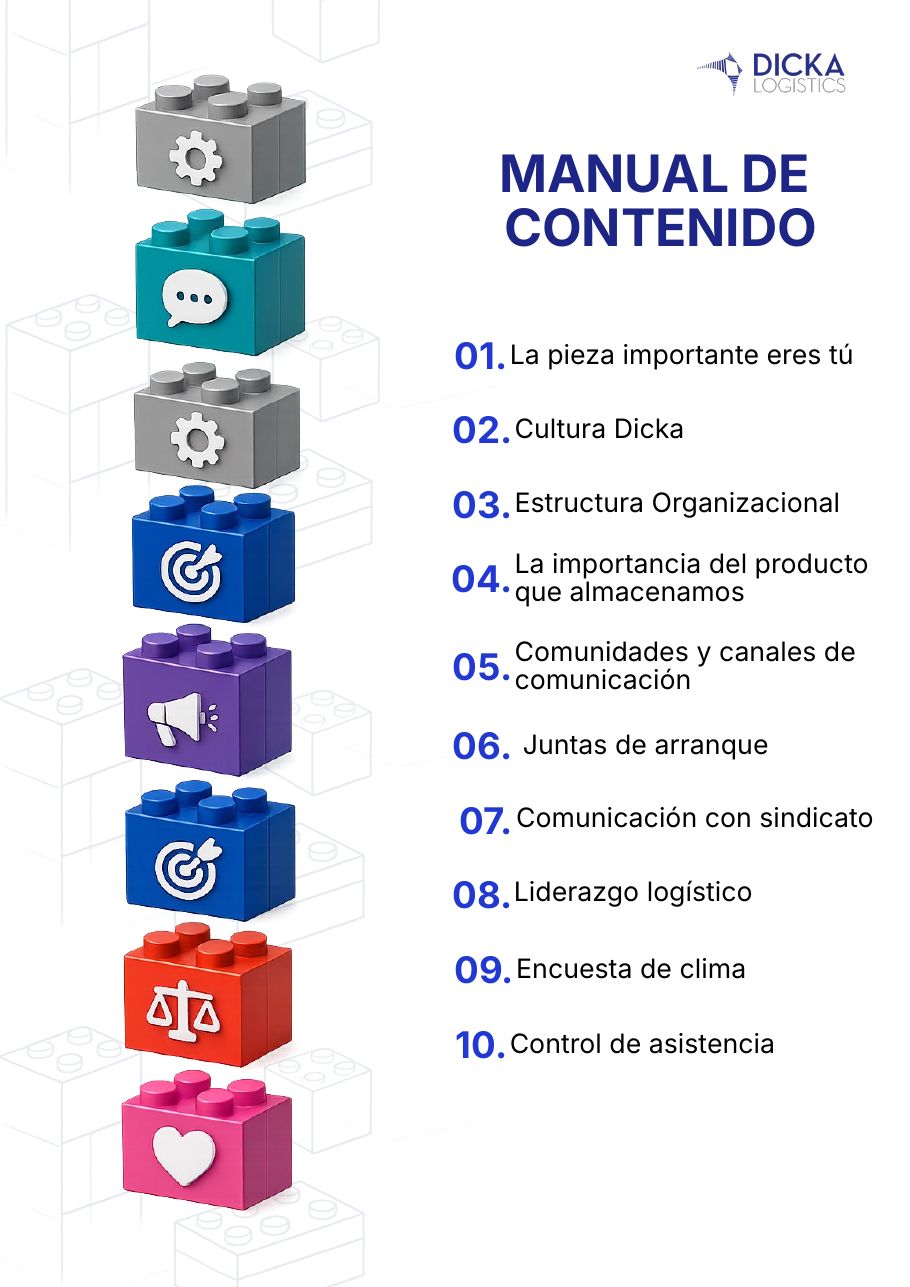 DICKA
LOGISTICS
MANUAL DE
CONTENIDO
01. La pieza importante eres tú
02. Cultura Dicka
03. Estructura Organizacional
04. La importancia del producto
que almacenamos
05. Comunidades y canales de
comunicación
06. Juntas de arranque
07. Comunicación con sindicato
08. Liderazgo logístico
09. Encuesta de clima
10. Control de asistencia